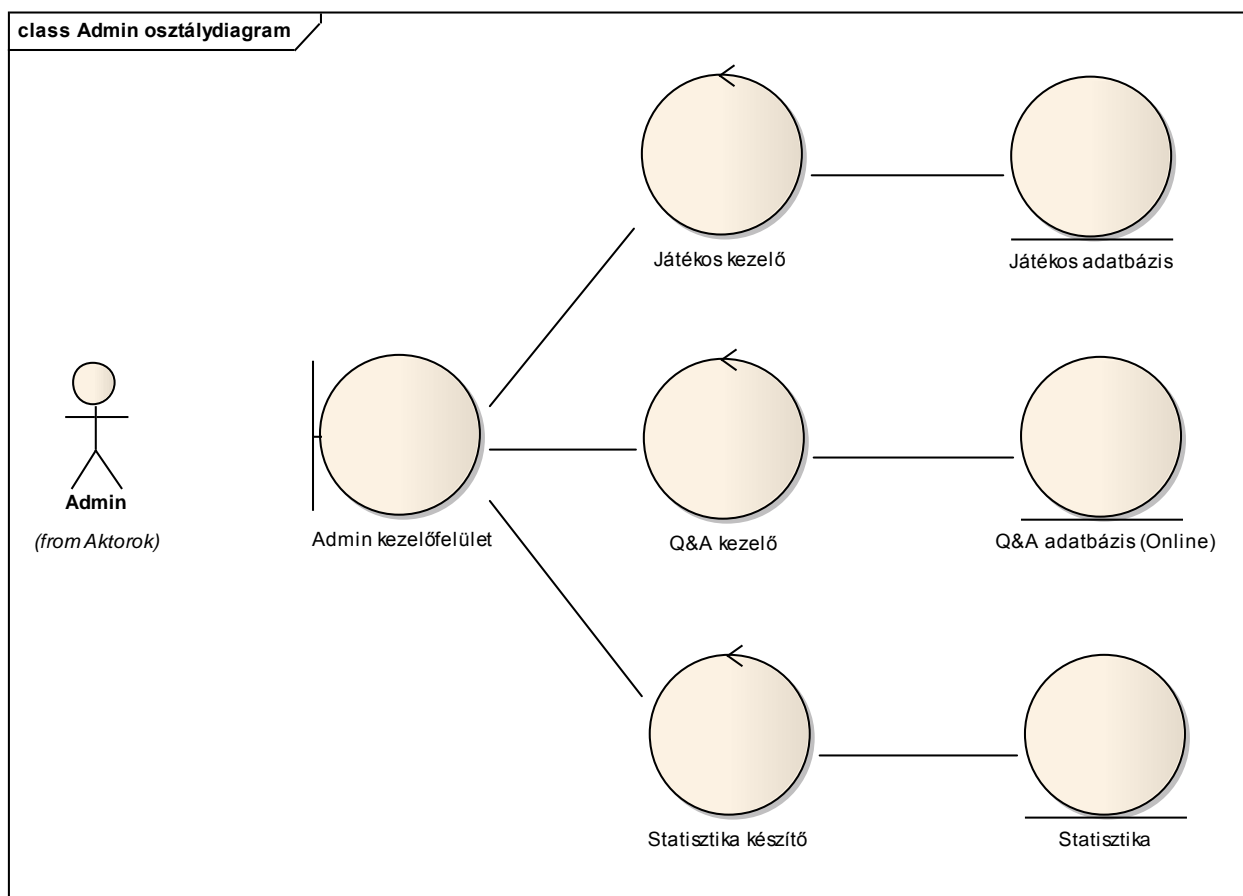 class Admin osztálydiagram
Játékos kezelő
Játékos adatbázis
Admin
(from Aktorok)
Admin kezelőfelület
Q&A kezelő
Q&A adatbázis (Online)
Statisztika készítő
Statisztika